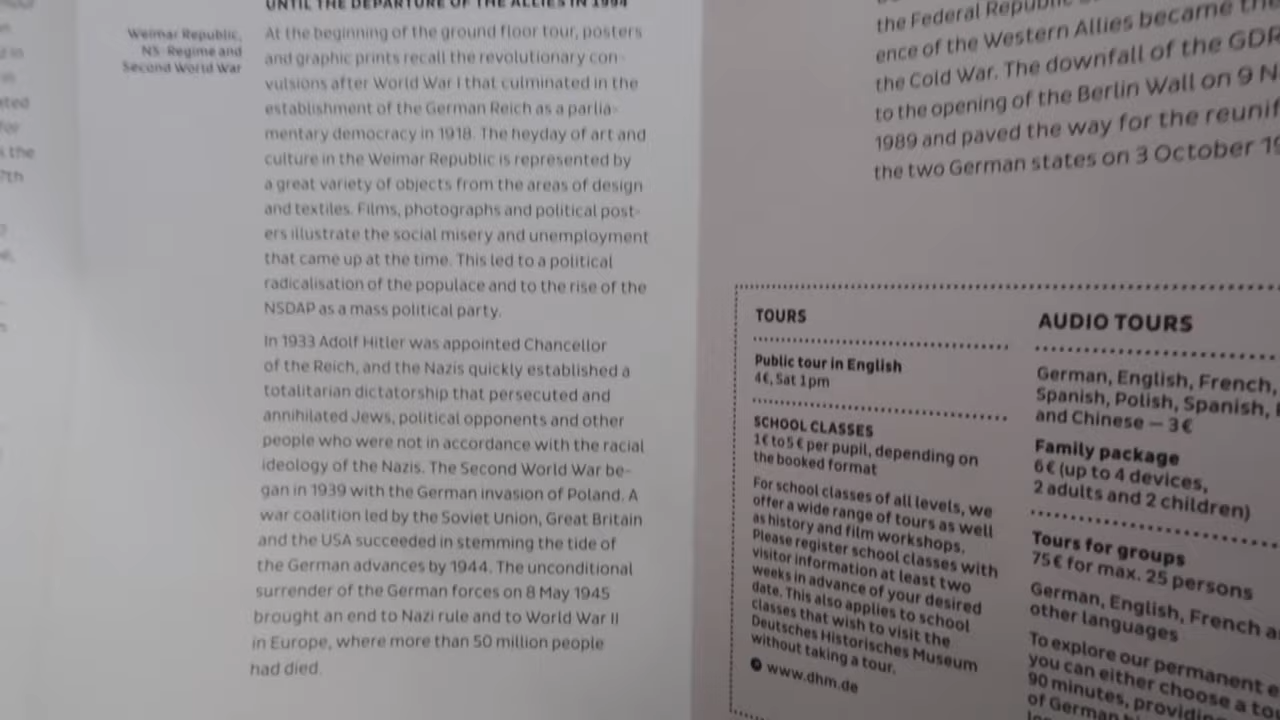 UNTIL THE DEPARTURE OF THE ALLIES IN 1994
Weimar Republic,
NS-Regime and
Second World War
At the beginning of the ground floor tour, posters
and graphic prints recall the revolutionary con-
vulsions after World War I that culminated in the
establishment of the German Reich as a parlia-
mentary democracy in 1918. The heyday of art and
culture in the Weimar Republic is represented by
a great variety of objects from the areas of design
and textiles. Films, photographs and political post-
ers illustrate the social misery and unemployment
that came up at the time. This led to a political
radicalisation of the populace and to the rise of the
NSDAP as a mass political party.
In 1933 Adolf Hitler was appointed Chancellor
of the Reich, and the Nazis quickly established a
totalitarian dictatorship that persecuted and
annihilated Jews, political opponents and other
people who were not in accordance with the racial
ideology of the Nazis. The Second World War be-
gan in 1939 with the German invasion of Poland. A
war coalition led by the Soviet Union, Great Britain
and the USA succeeded in stemming the tide of
the German advances by 1944. The unconditional
surrender of the German forces on 8 May 1945
brought an end to Nazi rule and to World War II
in Europe, where more than 50 million people
had died.
the Federal Republic
ence of the Western Allies became the
the Cold War. The downfall of the GDR
to the opening of the Berlin Wall on 9 N
1989 and paved the way for the reunif
the two German states on 3 October 19
TOURS
Public tour in English
4€, Sat 1pm
SCHOOL CLASSES
1€ to 5€ per pupil, depending on
the booked format
For school classes of all levels, we
offer a wide range of tours as well
as history and film workshops.
Please register school classes with
visitor information at least two
weeks in advance of your desired
date. This also applies to school
classes that wish to visit the
Deutsches Historisches Museum
without taking a tour.
www.dhm.de
AUDIO TOURS
German, English, French,
Spanish, Polish, Spanish,
and Chinese — 3€
Family package
6€ (up to 4 devices,
2 adults and 2 children)
Tours for groups
75€ for max. 25 persons
German, English, French a
other languages
To explore our permanent e
you can either choose a tou
90 minutes, providing
of German